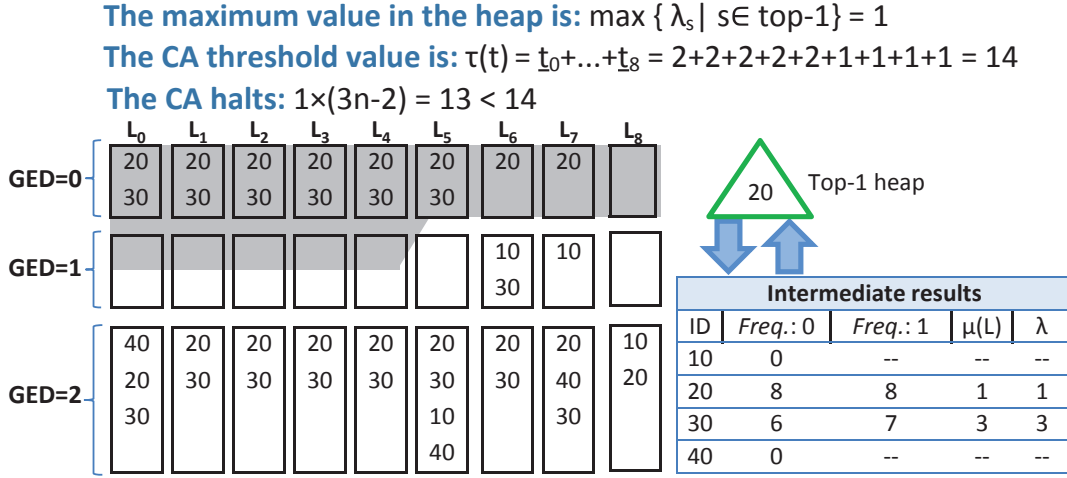 The maximum value in the heap is: max { λs| s∈ top-1} = 1
The CA threshold value is: τ(t) = t0+...+t8 = 2+2+2+2+2+1+1+1+1 = 14
The CA halts: 1×(3n-2) = 13 < 14
L0 L1 L2 L3 L4 L5 L6 L7 L8
GED=0
20 20 20 20 20 20 20 20
30 30 30 30 30 30
GED=1
10 10
30
GED=2
40 20 20 20 20 20 20 20 10
20 30 30 30 30 30 30 40 20
30 10 30
40
20
Top-1 heap
Intermediate results
ID Freq.: 0 Freq.: 1 μ(L) λ
10 0 -- -- --
20 8 8 1 1
30 6 7 3 3
40 0 -- -- --